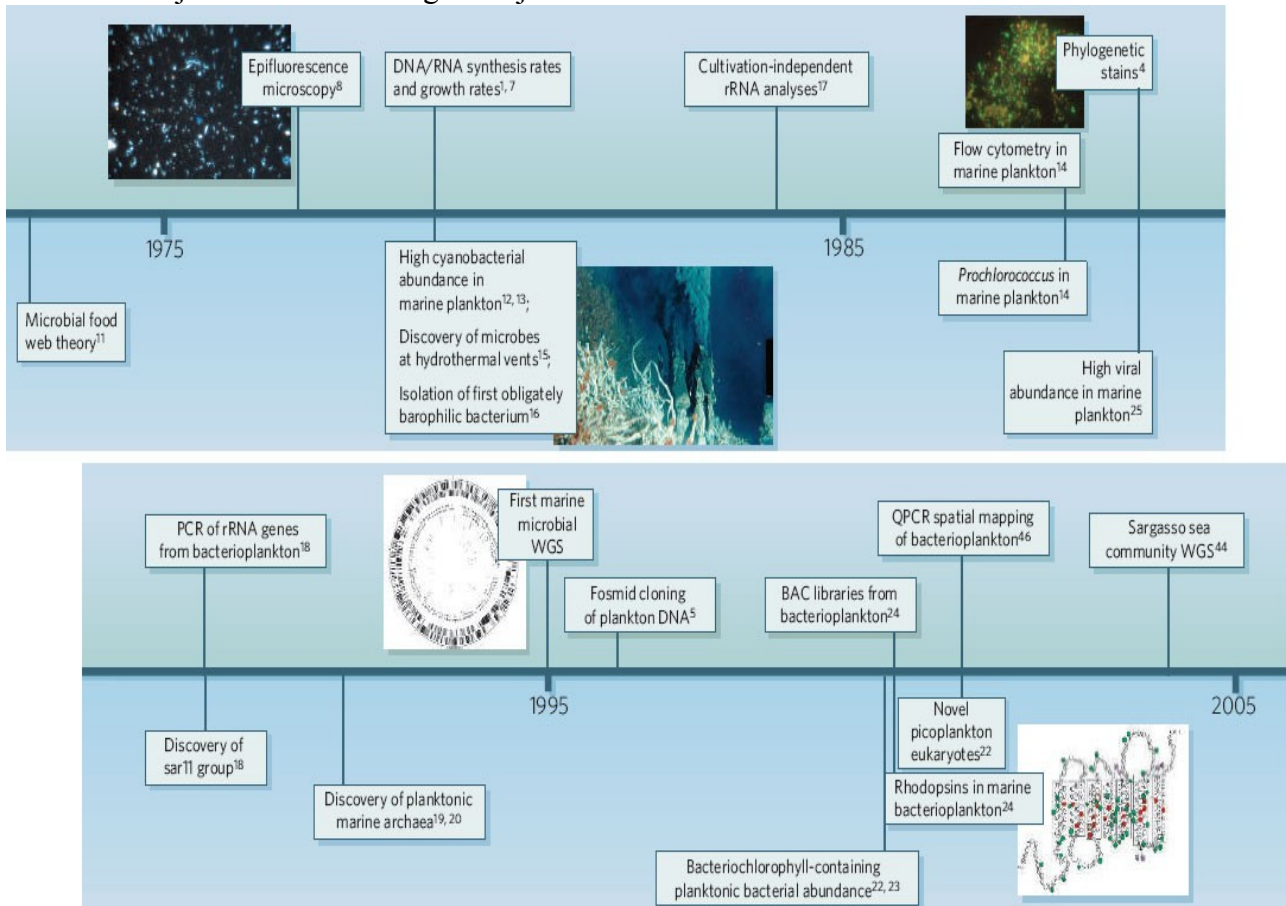 Epifluorescence
microscopy8
DNA/RNA synthesis rates
and growth rates1, 7
Cultivation-independent
rRNA analyses17
Phylogenetic
stains4
Flow cytometry in
marine plankton14
1975
1985
Microbial food
web theory11
High cyanobacterial
abundance in
marine plankton12, 13;
Discovery of microbes
at hydrothermal vents15;
Isolation of first obligately
barophilic bacterium16
Prochlorococcus in
marine plankton14
High viral
abundance in marine
plankton25
PCR of rRNA genes
from bacterioplankton18
First marine
microbial
WGS
Fosmid cloning
of plankton DNA5
BAC libraries from
bacterioplankton24
QPCR spatial mapping
of bacterioplankton46
Sargasso sea
community WGS44
1995
2005
Discovery of
sar11 group18
Discovery of planktonic
marine archaea19, 20
Novel
picoplankton
eukaryotes22
Rhodopsins in marine
bacterioplankton24
Bacteriochlorophyll-containing
planktonic bacterial abundance22, 23